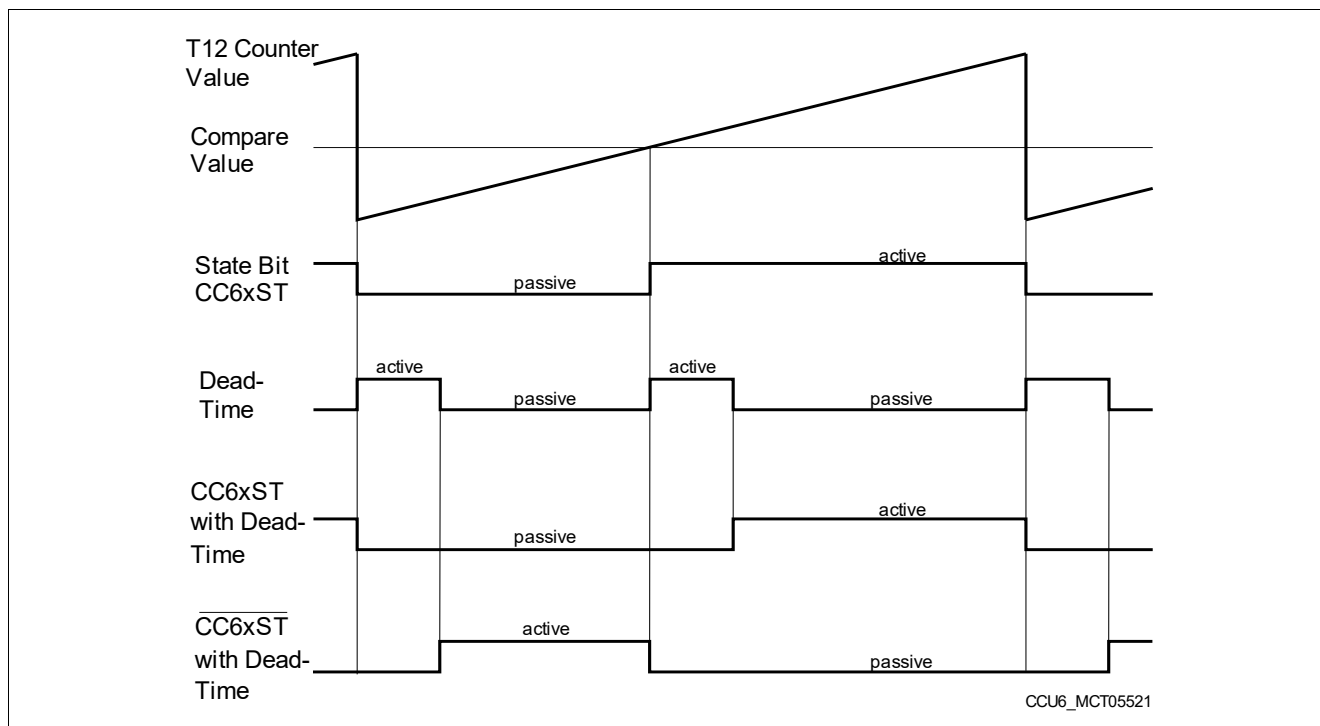 T12 Counter
Value
Compare
Value
State Bit
CC6xST
active
passive
active
active
Dead-
Time
passive
passive
CC6xST
with Dead-
Time
active
passive
CC6xST
with Dead-
Time
active
passive
CCU6_MCT05521